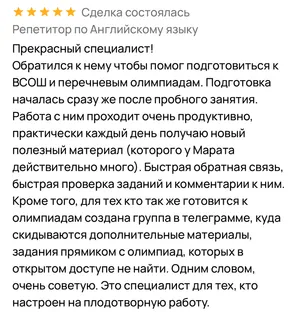 Сделка состоялась
Репетитор по Английскому языку
Прекрасный специалист!
Обратился к нему чтобы помог подготовиться к
ВСОШ и перечневым олимпиадам. Подготовка
началась сразу же после пробного занятия.
Работа с ним проходит очень продуктивно,
практически каждый день получаю новый
полезный материал (которого у Марата
действительно много). Быстрая обратная связь,
быстрая проверка заданий и комментарии к ним.
Кроме того, для тех кто так же готовится к
олимпиадам создана группа в телеграмме, куда
скидываются дополнительные материалы,
задания прямиком с олимпиад, которых в
открытом доступе не найти. Одним словом,
очень советую. Это специалист для тех, кто
настроен на плодотворную работу.